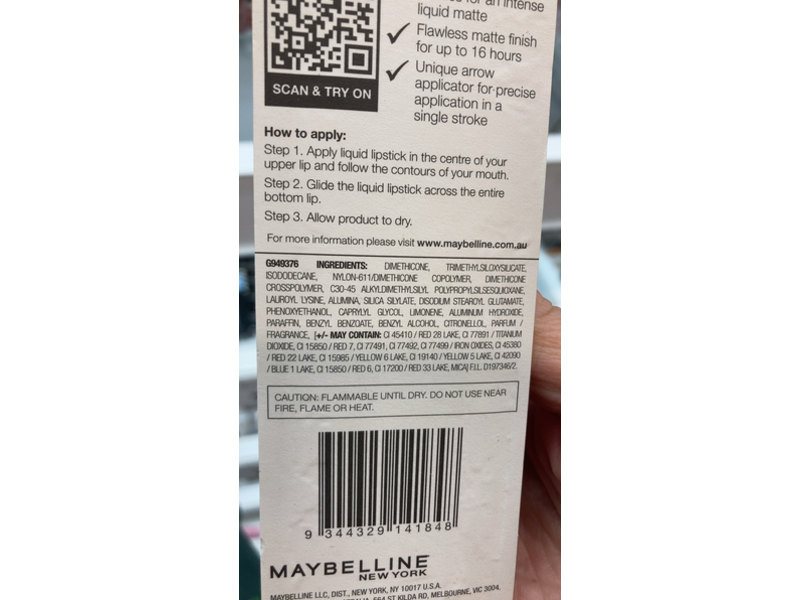 for an intense
liquid matte
Flawless matte finish
for up to 16 hours
Unique arrow
applicator for precise
application in a
single stroke
SCAN & TRY ON
How to apply:
Step 1. Apply liquid lipstick in the centre of your
upper lip and follow the contours of your mouth.
Step 2. Glide the liquid lipstick across the entire
bottom lip.
Step 3. Allow product to dry.
For more information please visit www.maybelline.com.au
G949376 INGREDIENTS: DIMETHICONE, TRIMETHYLSILOXYSILICATE,
ISODODECANE, NYLON-611/DIMETHICONE COPOLYMER, DIMETHICONE
CROSSPOLYMER, C30-45 ALKYLDIMETHYLSILYL POLYPROPYLSILSESQUIOXANE,
LAUROYL LYSINE, ALUMINA, SILICA SILYLATE, DISODIUM STEAROYL GLUTAMATE,
PHENOXYETHANOL, CAPRYLYL GLYCOL, LIMONENE, ALUMINUM HYDROXIDE,
PARAFFIN, BENZYL BENZOATE, BENZYL ALCOHOL, CITRONELLOL, PARFUM /
FRAGRANCE, [+/- MAY CONTAIN: CI 45410 / RED 28 LAKE, CI 77891 / TITANIUM
DIOXIDE, CI 15850 / RED 7, CI 77491, CI 77492, CI 77499 / IRON OXIDES, CI 45380
/ RED 22 LAKE, CI 15985 / YELLOW 6 LAKE, CI 19140 / YELLOW 5 LAKE, CI 42090
/ BLUE 1 LAKE, CI 15850 / RED 6, CI 17200 / RED 33 LAKE, MICA] F.I.L. D197346/2.
CAUTION: FLAMMABLE UNTIL DRY. DO NOT USE NEAR
FIRE, FLAME OR HEAT.
9 344329 141848
MAYBELLINE
NEW YORK
MAYBELLINE LLC, DIST., NEW YORK, NY 10017 U.S.A.
564 ST KILDA RD, MELBOURNE, VIC 3004,